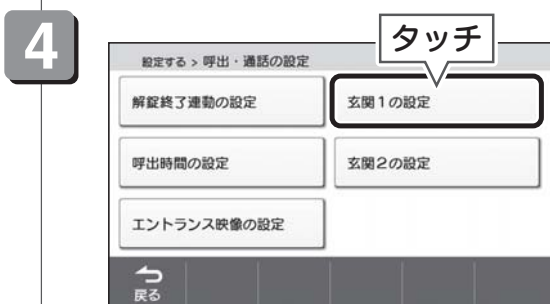 4
タッチ
設定する > 呼出・通話の設定
解錠終了連動の設定
玄関1の設定
呼出時間の設定
玄関2の設定
エントランス映像の設定
戻る